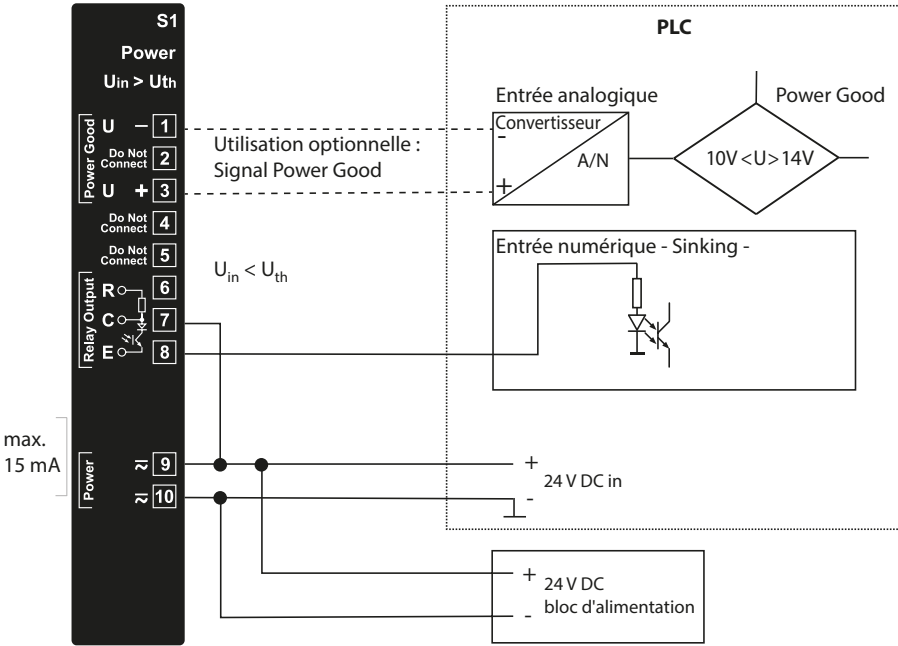 S1
Power
Uin > Uth
Power Good
U − 1
Do Not
Connect 2
U + 3
Do Not
Connect 4
Do Not
Connect 5
Relay Output
R 6
C 7
E 8
max.
15 mA
Power
9
10
Utilisation optionnelle :
Signal Power Good
Uin < Uth
PLC
Entrée analogique
Convertisseur
-
A/N
+
Power Good
10V <U> 14V
Entrée numérique - Sinking -
+
24 V DC in
-
+
24 V DC
bloc d'alimentation
-